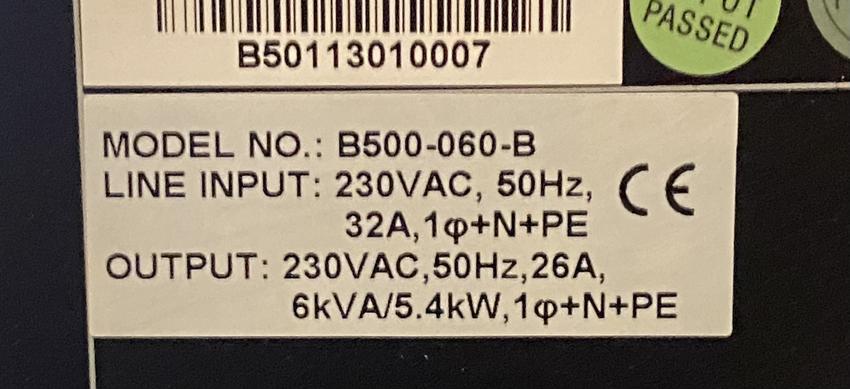 B50113010007
PASSED
MODEL NO.: B500-060-B
LINE INPUT: 230VAC, 50Hz,
32A,1φ+N+PE
CE
OUTPUT: 230VAC,50Hz,26A,
6kVA/5.4kW,1φ+N+PE